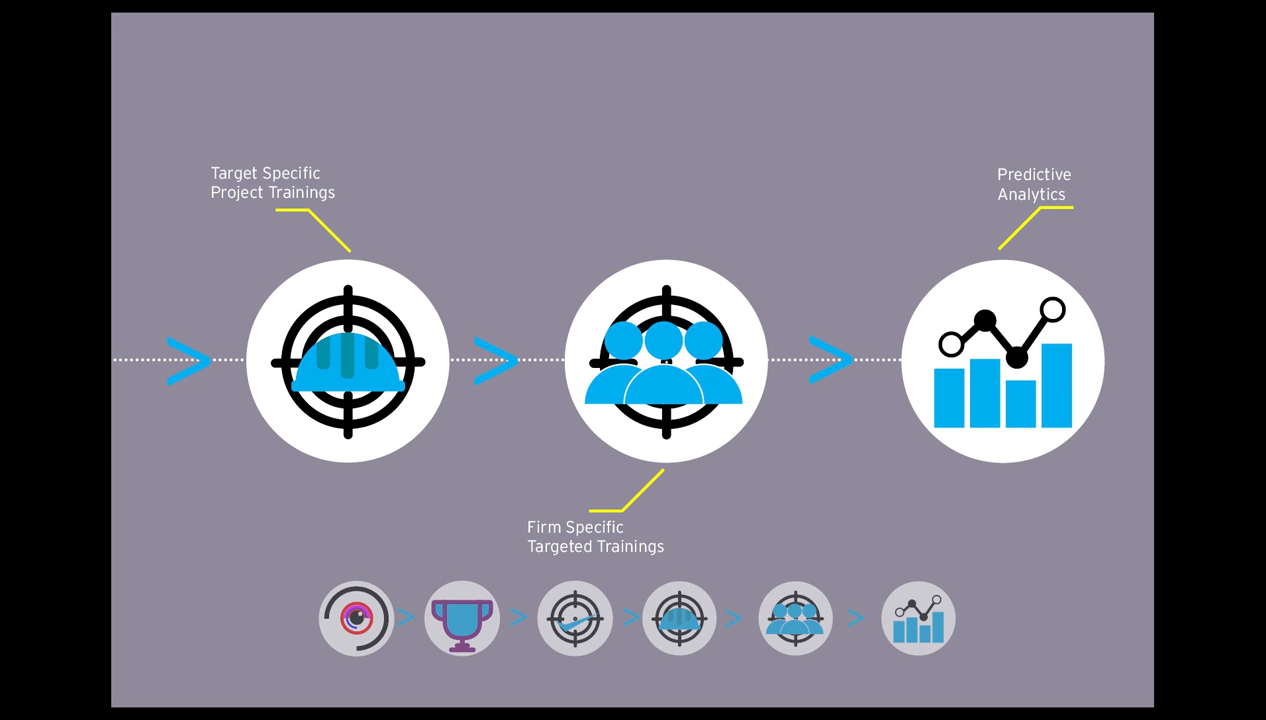 Target Specific
Project Trainings
Predictive
Analytics
Firm Specific
Targeted Trainings